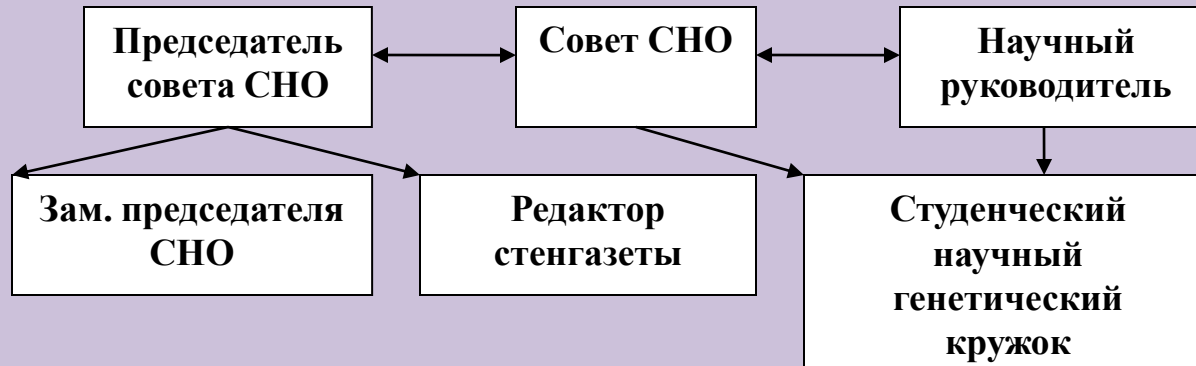 Председатель
совета СНО
Совет СНО
Научный
руководитель
Зам. председателя
СНО
Редактор
стенгазеты
Студенческий
научный
генетический
кружок